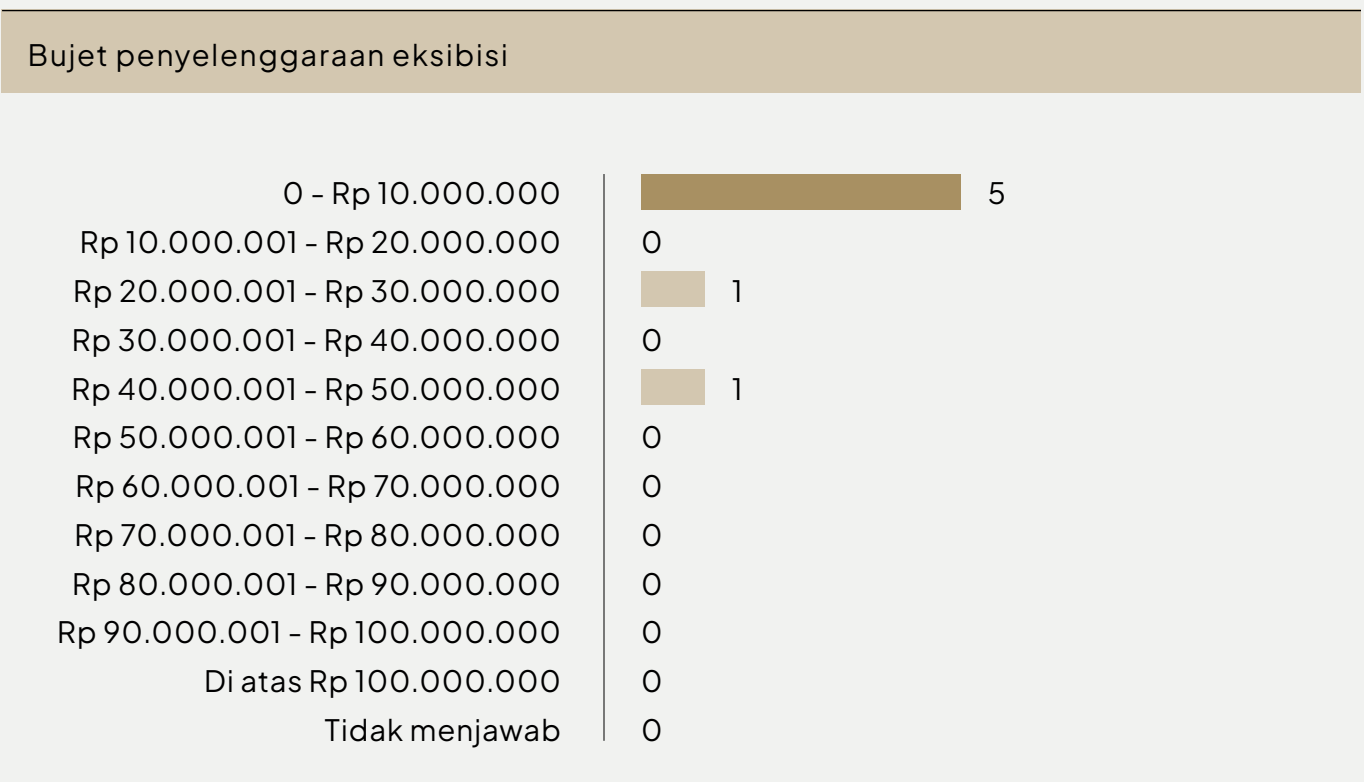 Bujet penyelenggaraan eksibisi
0 - Rp 10.000.000 5
Rp 10.000.001 - Rp 20.000.000 0
Rp 20.000.001 - Rp 30.000.000 1
Rp 30.000.001 - Rp 40.000.000 0
Rp 40.000.001 - Rp 50.000.000 1
Rp 50.000.001 - Rp 60.000.000 0
Rp 60.000.001 - Rp 70.000.000 0
Rp 70.000.001 - Rp 80.000.000 0
Rp 80.000.001 - Rp 90.000.000 0
Rp 90.000.001 - Rp 100.000.000 0
Di atas Rp 100.000.000 0
Tidak menjawab 0